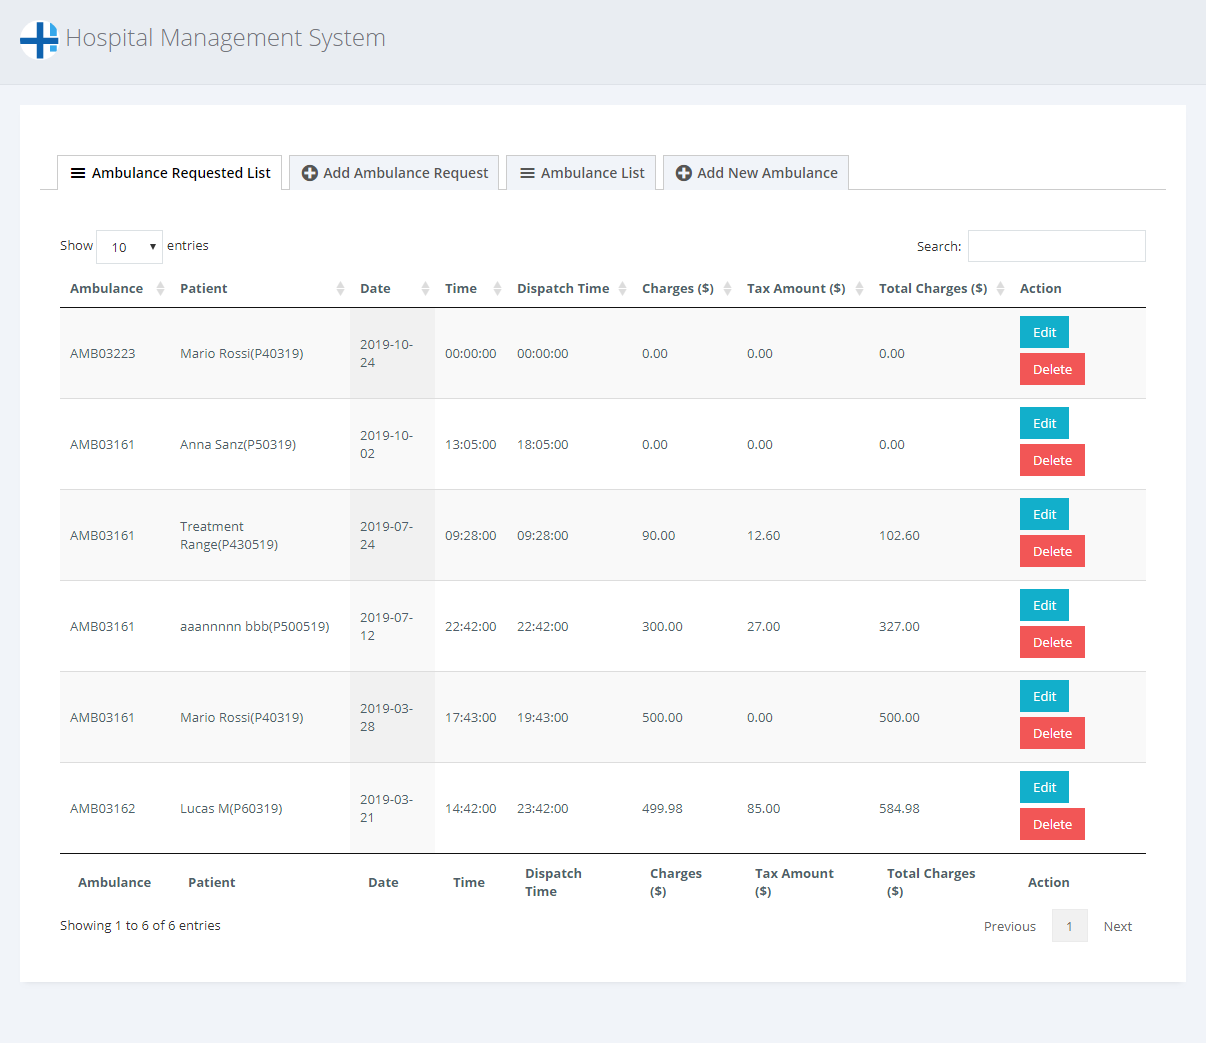 Hospital Management System
Ambulance Requested List Add Ambulance Request Ambulance List Add New Ambulance
Show 10 entries Search:
Ambulance Patient Date Time Dispatch Time Charges ($) Tax Amount ($) Total Charges ($) Action
AMB03223 Mario Rossi(P40319) 2019-10-24 00:00:00 00:00:00 0.00 0.00 0.00 Edit Delete
AMB03161 Anna Sanz(P50319) 2019-10-02 13:05:00 18:05:00 0.00 0.00 0.00 Edit Delete
AMB03161 Treatment Range(P430519) 2019-07-24 09:28:00 09:28:00 90.00 12.60 102.60 Edit Delete
AMB03161 aaannnnn bbb(P500519) 2019-07-12 22:42:00 22:42:00 300.00 27.00 327.00 Edit Delete
AMB03161 Mario Rossi(P40319) 2019-03-28 17:43:00 19:43:00 500.00 0.00 500.00 Edit Delete
AMB03162 Lucas M(P60319) 2019-03-21 14:42:00 23:42:00 499.98 85.00 584.98 Edit Delete
Ambulance Patient Date Time Dispatch Time Charges ($) Tax Amount ($) Total Charges ($) Action
Showing 1 to 6 of 6 entries Previous 1 Next